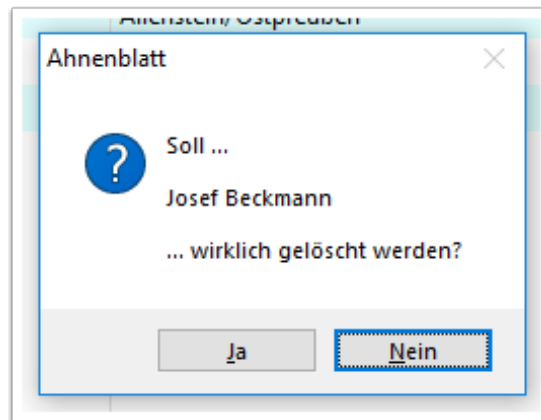 Allenstein/Ostpreußen
Ahnenblatt
Soll ...
Josef Beckmann
... wirklich gelöscht werden?
Ja
Nein